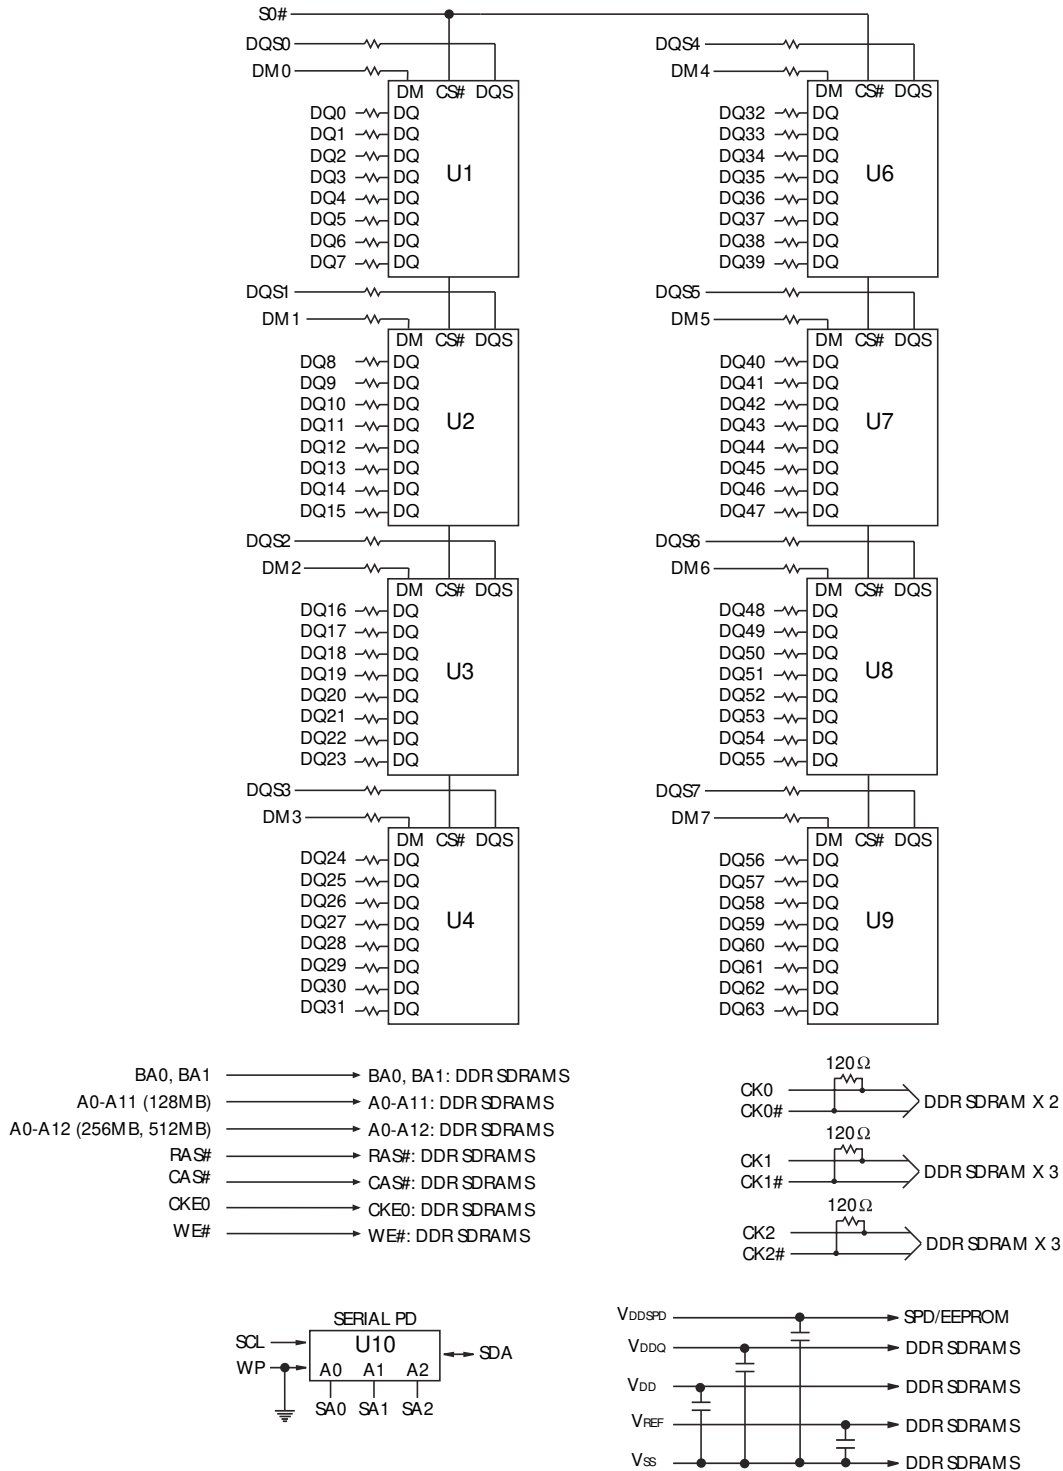 S0#
DQS0
DM0
DM CS# DQS
DQ0 DQ
DQ1 DQ
DQ2 DQ
DQ3 DQ
DQ4 DQ
DQ5 DQ
DQ6 DQ
DQ7 DQ
U1
DQS1
DM1
DM CS# DQS
DQ8 DQ
DQ9 DQ
DQ10 DQ
DQ11 DQ
DQ12 DQ
DQ13 DQ
DQ14 DQ
DQ15 DQ
U2
DQS2
DM2
DM CS# DQS
DQ16 DQ
DQ17 DQ
DQ18 DQ
DQ19 DQ
DQ20 DQ
DQ21 DQ
DQ22 DQ
DQ23 DQ
U3
DQS3
DM3
DM CS# DQS
DQ24 DQ
DQ25 DQ
DQ26 DQ
DQ27 DQ
DQ28 DQ
DQ29 DQ
DQ30 DQ
DQ31 DQ
U4
DQS4
DM4
DM CS# DQS
DQ32 DQ
DQ33 DQ
DQ34 DQ
DQ35 DQ
DQ36 DQ
DQ37 DQ
DQ38 DQ
DQ39 DQ
U6
DQS5
DM5
DM CS# DQS
DQ40 DQ
DQ41 DQ
DQ42 DQ
DQ43 DQ
DQ44 DQ
DQ45 DQ
DQ46 DQ
DQ47 DQ
U7
DQS6
DM6
DM CS# DQS
DQ48 DQ
DQ49 DQ
DQ50 DQ
DQ51 DQ
DQ52 DQ
DQ53 DQ
DQ54 DQ
DQ55 DQ
U8
DQS7
DM7
DM CS# DQS
DQ56 DQ
DQ57 DQ
DQ58 DQ
DQ59 DQ
DQ60 DQ
DQ61 DQ
DQ62 DQ
DQ63 DQ
U9
BA0, BA1 BA0, BA1: DDR SDRAMS
A0-A11 (128MB) A0-A11: DDR SDRAMS
A0-A12 (256MB, 512MB) A0-A12: DDR SDRAMS
RAS# RAS#: DDR SDRAMS
CAS# CAS#: DDR SDRAMS
CKE0 CKE0: DDR SDRAMS
WE# WE#: DDR SDRAMS
120Ω
CK0
CK0#
DDR SDRAM X 2
120Ω
CK1
CK1#
DDR SDRAM X 3
120Ω
CK2
CK2#
DDR SDRAM X 3
SERIAL PD
SCL
U10
SDA
WP
A0 A1 A2
SA0 SA1 SA2
VDDSPD SPD/EEPROM
VDDQ DDR SDRAMS
VDD DDR SDRAMS
VREF DDR SDRAMS
VSS DDR SDRAMS